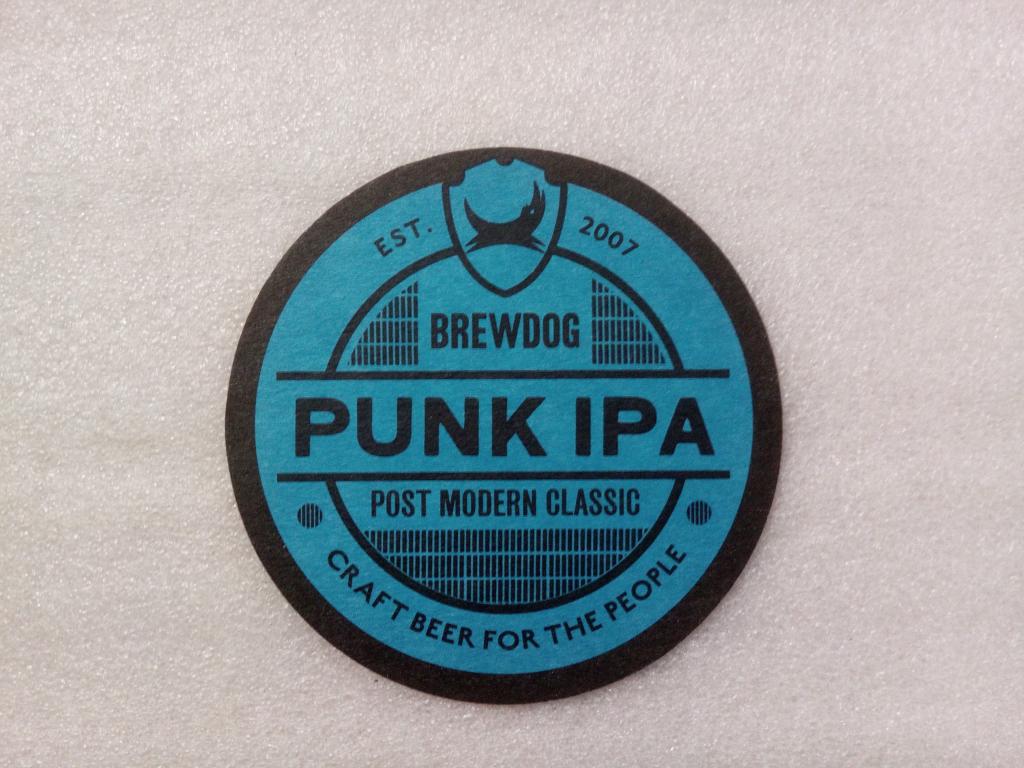 EST. 2007
BREWDOG
PUNK IPA
POST MODERN CLASSIC
CRAFT BEER FOR THE PEOPLE